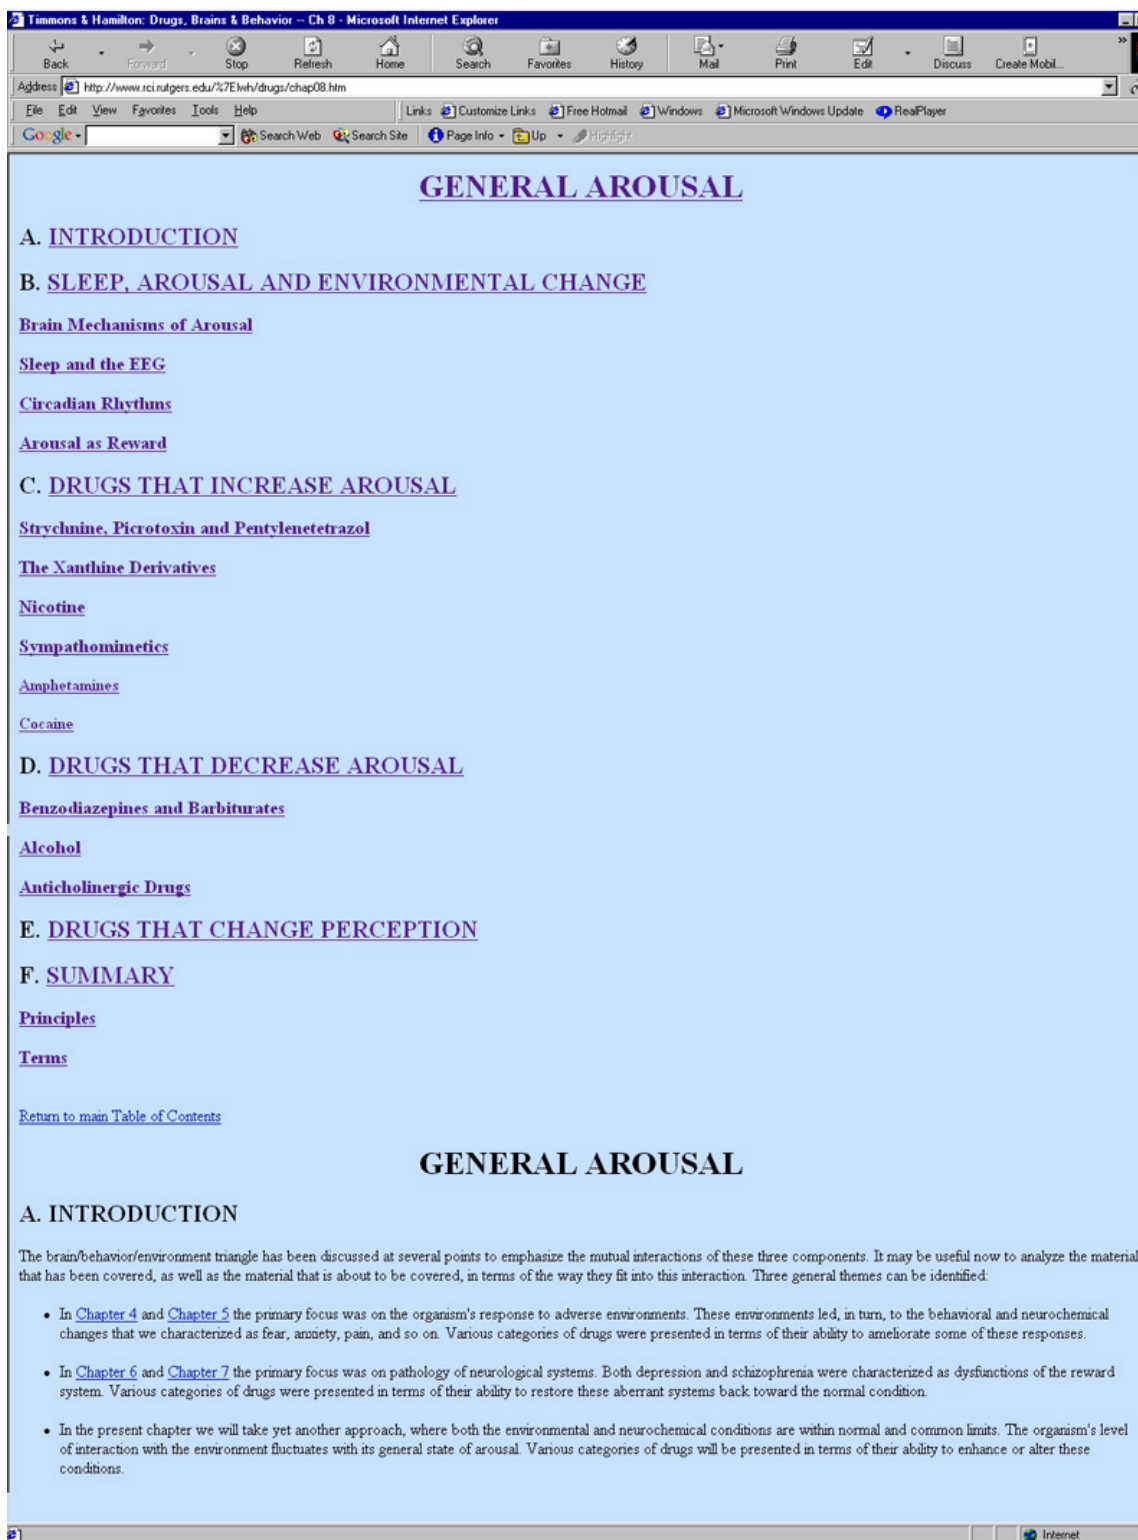 Timmons & Hamilton: Drugs, Brains & Behavior -- Ch 8 - Microsoft Internet Explorer
Back Forward Stop Refresh Home Search Favorites History Mail Print Edit Discuss Create Mobil... »
Address http://www.rci.rutgers.edu/%7Elwh/drugs/chap08.htm
File Edit View Favorites Tools Help Links Customize Links Free Hotmail Windows Microsoft Windows Update RealPlayer
Google Search Web Search Site Page Info Up Highlight
GENERAL AROUSAL
A. INTRODUCTION
B. SLEEP, AROUSAL AND ENVIRONMENTAL CHANGE
Brain Mechanisms of Arousal
Sleep and the EEG
Circadian Rhythms
Arousal as Reward
C. DRUGS THAT INCREASE AROUSAL
Strychnine, Picrotoxin and Pentylenetetrazol
The Xanthine Derivatives
Nicotine
Sympathomimetics
Amphetamines
Cocaine
D. DRUGS THAT DECREASE AROUSAL
Benzodiazepines and Barbiturates
Alcohol
Anticholinergic Drugs
E. DRUGS THAT CHANGE PERCEPTION
F. SUMMARY
Principles
Terms
Return to main Table of Contents
GENERAL AROUSAL
A. INTRODUCTION
The brain/behavior/environment triangle has been discussed at several points to emphasize the mutual interactions of these three components. It may be useful now to analyze the material
that has been covered, as well as the material that is about to be covered, in terms of the way they fit into this interaction. Three general themes can be identified:
• In Chapter 4 and Chapter 5 the primary focus was on the organism's response to adverse environments. These environments led, in turn, to the behavioral and neurochemical
changes that we characterized as fear, anxiety, pain, and so on. Various categories of drugs were presented in terms of their ability to ameliorate some of these responses.
• In Chapter 6 and Chapter 7 the primary focus was on pathology of neurological systems. Both depression and schizophrenia were characterized as dysfunctions of the reward
system. Various categories of drugs were presented in terms of their ability to restore these aberrant systems back toward the normal condition.
• In the present chapter we will take yet another approach, where both the environmental and neurochemical conditions are within normal and common limits. The organism's level
of interaction with the environment fluctuates with its general state of arousal. Various categories of drugs will be presented in terms of their ability to enhance or alter these
conditions.
Internet